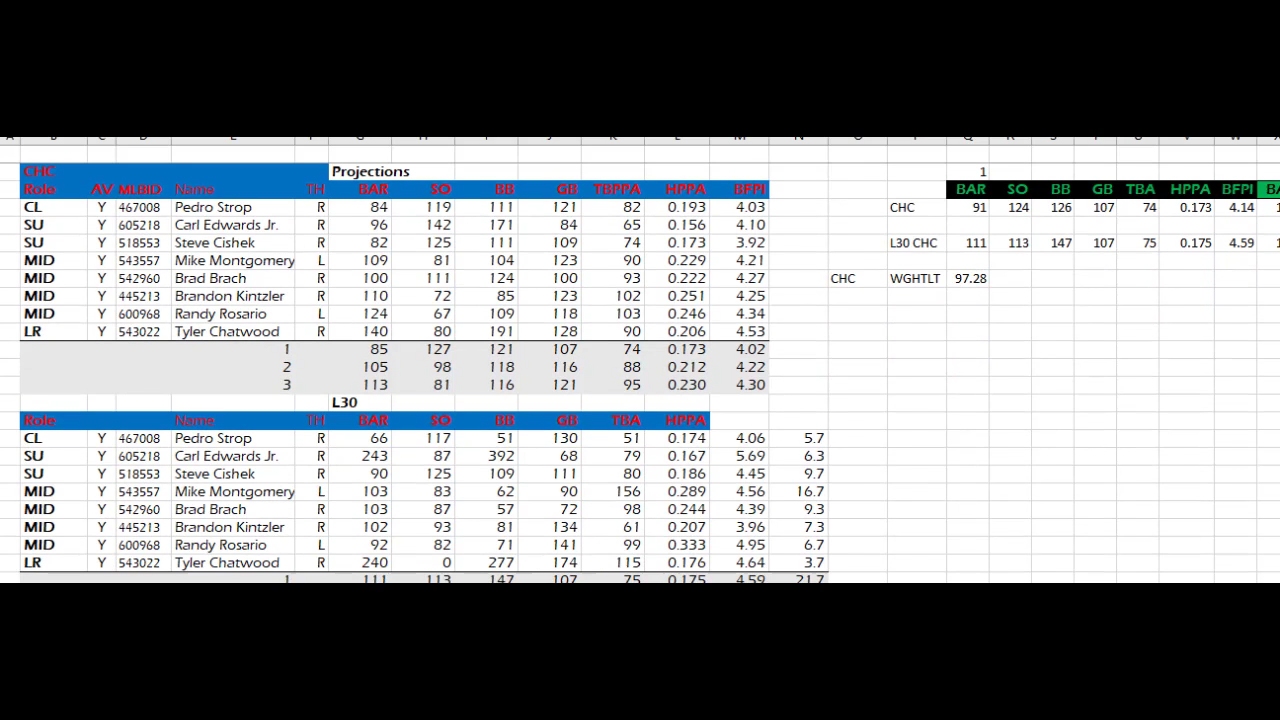 CHC Projections 1
Role AV MLBID Name TH BAR SO BB GB TBPPA HPPA BFPI BAR SO BB GB TBA HPPA BFPI
CL Y 467008 Pedro Strop R 84 119 111 121 82 0.193 4.03 CHC 91 124 126 107 74 0.173 4.14
SU Y 605218 Carl Edwards Jr. R 96 142 171 84 65 0.156 4.10
SU Y 518553 Steve Cishek R 82 125 111 109 74 0.173 3.92 L30 CHC 111 113 147 107 75 0.175 4.59
MID Y 543557 Mike Montgomery L 109 81 104 123 90 0.229 4.21
MID Y 542960 Brad Brach R 100 111 124 100 93 0.222 4.27 CHC WGHTLT 97.28
MID Y 445213 Brandon Kintzler R 110 72 85 123 102 0.251 4.25
MID Y 600968 Randy Rosario L 124 67 109 118 103 0.246 4.34
LR Y 543022 Tyler Chatwood R 140 80 191 128 90 0.206 4.53
1 85 127 121 107 74 0.173 4.02
2 105 98 118 116 88 0.212 4.22
3 113 81 116 121 95 0.230 4.30
L30
Role Name TH BAR SO BB GB TBA HPPA
CL Y 467008 Pedro Strop R 66 117 51 130 51 0.174 4.06 5.7
SU Y 605218 Carl Edwards Jr. R 243 87 392 68 79 0.167 5.69 6.3
SU Y 518553 Steve Cishek R 90 125 109 111 80 0.186 4.45 9.7
MID Y 543557 Mike Montgomery L 103 83 62 90 156 0.289 4.56 16.7
MID Y 542960 Brad Brach R 103 87 57 72 98 0.244 4.39 9.3
MID Y 445213 Brandon Kintzler R 102 93 81 134 61 0.207 3.96 7.3
MID Y 600968 Randy Rosario L 92 82 71 141 99 0.333 4.95 6.7
LR Y 543022 Tyler Chatwood R 240 0 277 174 115 0.176 4.64 3.7
1 111 113 147 107 75 0.175 4.59 21.7